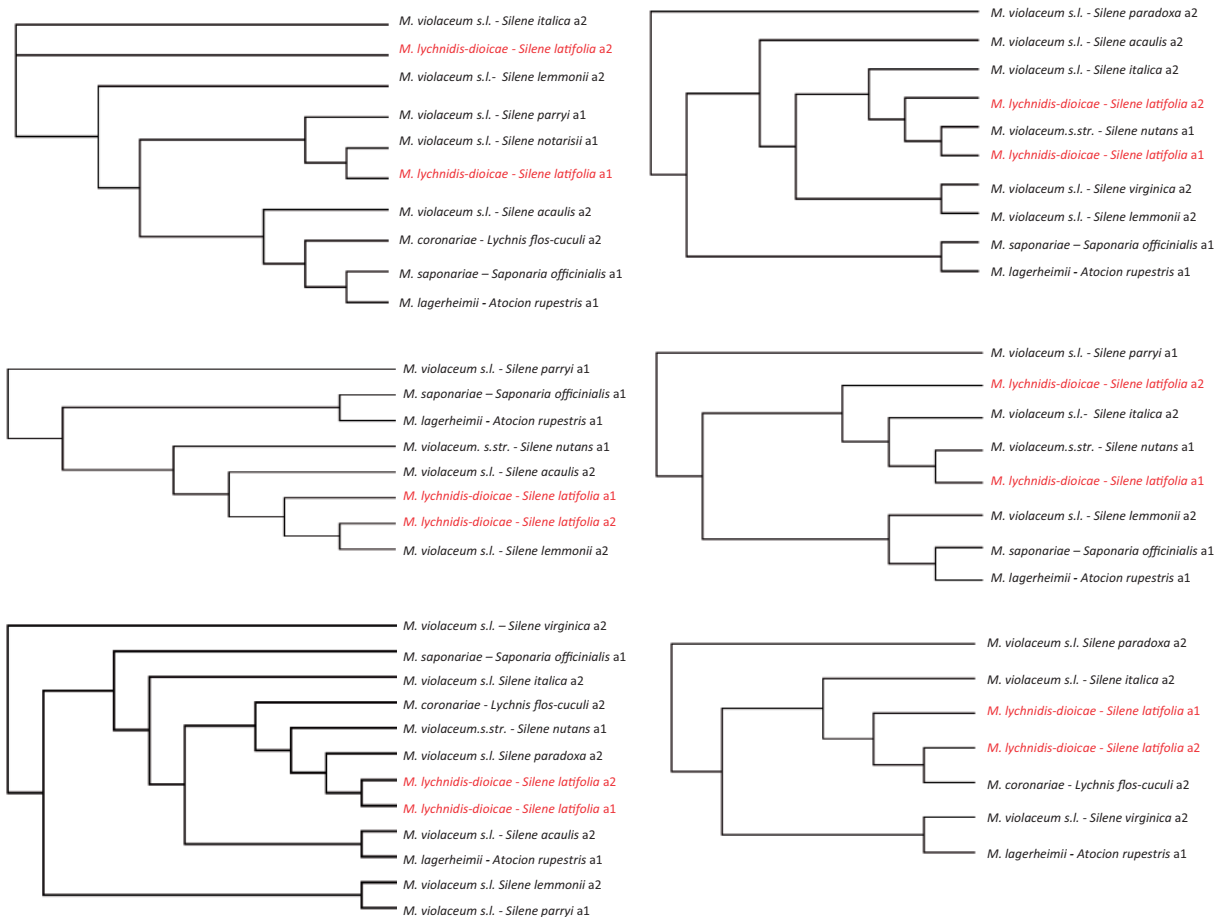 M. violaceum s.l. - Silene italica a2
M. lychnidis-dioicae - Silene latifolia a2
M. violaceum s.l.- Silene lemmonii a2
M. violaceum s.l. - Silene parryi a1
M. violaceum s.l. - Silene notarisii a1
M. lychnidis-dioicae - Silene latifolia a1
M. violaceum s.l. - Silene acaulis a2
M. coronariae - Lychnis flos-cuculi a2
M. saponariae – Saponaria officinialis a1
M. lagerheimii - Atocion rupestris a1
M. violaceum s.l. - Silene paradoxa a2
M. violaceum s.l. - Silene acaulis a2
M. violaceum s.l. - Silene italica a2
M. lychnidis-dioicae - Silene latifolia a2
M. violaceum.s.str. - Silene nutans a1
M. lychnidis-dioicae - Silene latifolia a1
M. violaceum s.l. - Silene virginica a2
M. violaceum s.l. - Silene lemmonii a2
M. saponariae – Saponaria officinialis a1
M. lagerheimii - Atocion rupestris a1
M. violaceum s.l. - Silene parryi a1
M. saponariae – Saponaria officinialis a1
M. lagerheimii - Atocion rupestris a1
M. violaceum. s.str. - Silene nutans a1
M. violaceum s.l. - Silene acaulis a2
M. lychnidis-dioicae - Silene latifolia a1
M. lychnidis-dioicae - Silene latifolia a2
M. violaceum s.l. - Silene lemmonii a2
M. violaceum s.l. - Silene parryi a1
M. lychnidis-dioicae - Silene latifolia a2
M. violaceum s.l.- Silene italica a2
M. violaceum.s.str. - Silene nutans a1
M. lychnidis-dioicae - Silene latifolia a1
M. violaceum s.l. - Silene lemmonii a2
M. saponariae – Saponaria officinialis a1
M. lagerheimii - Atocion rupestris a1
M. violaceum s.l. – Silene virginica a2
M. saponariae – Saponaria officinialis a1
M. violaceum s.l. Silene italica a2
M. coronariae - Lychnis flos-cuculi a2
M. violaceum.s.str. - Silene nutans a1
M. violaceum s.l. Silene paradoxa a2
M. lychnidis-dioicae - Silene latifolia a2
M. lychnidis-dioicae - Silene latifolia a1
M. violaceum s.l. - Silene acaulis a2
M. lagerheimii - Atocion rupestris a1
M. violaceum s.l. Silene lemmonii a2
M. violaceum s.l. - Silene parryi a1
M. violaceum s.l. Silene paradoxa a2
M. violaceum s.l. - Silene italica a2
M. lychnidis-dioicae - Silene latifolia a1
M. lychnidis-dioicae - Silene latifolia a2
M. coronariae - Lychnis flos-cuculi a2
M. violaceum s.l. - Silene virginica a2
M. lagerheimii - Atocion rupestris a1